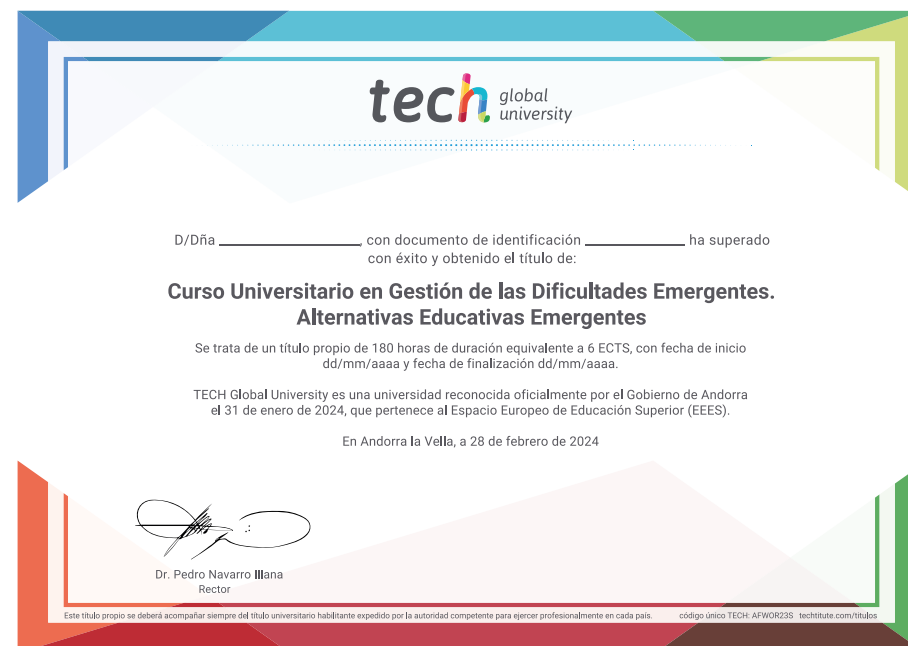 tech global university
D/Dña ____________________, con documento de identificación ______________ ha superado
con éxito y obtenido el título de:
Curso Universitario en Gestión de las Dificultades Emergentes.
Alternativas Educativas Emergentes
Se trata de un título propio de 180 horas de duración equivalente a 6 ECTS, con fecha de inicio
dd/mm/aaaa y fecha de finalización dd/mm/aaaa.
TECH Global University es una universidad reconocida oficialmente por el Gobierno de Andorra
el 31 de enero de 2024, que pertenece al Espacio Europeo de Educación Superior (EEES).
En Andorra la Vella, a 28 de febrero de 2024
Dr. Pedro Navarro Illana
Rector
Este título propio se deberá acompañar siempre del título universitario habilitante expedido por la autoridad competente para ejercer profesionalmente en cada país. código único TECH: AFWOR23S techtitute.com/titulos